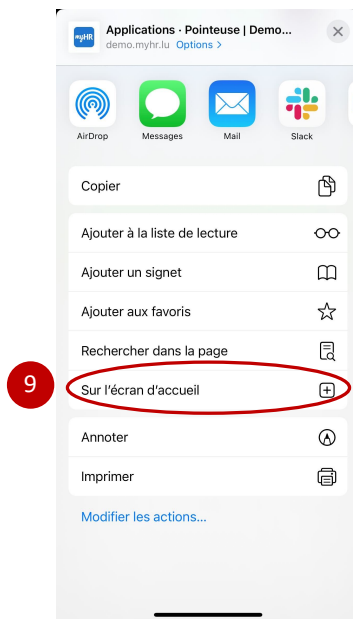 myHR
Applications · Pointeuse | Demo...
demo.myhr.lu Options >
AirDrop
Messages
Mail
Slack
Copier
Ajouter à la liste de lecture
Ajouter un signet
Ajouter aux favoris
Rechercher dans la page
9
Sur l'écran d'accueil
Annoter
Imprimer
Modifier les actions...